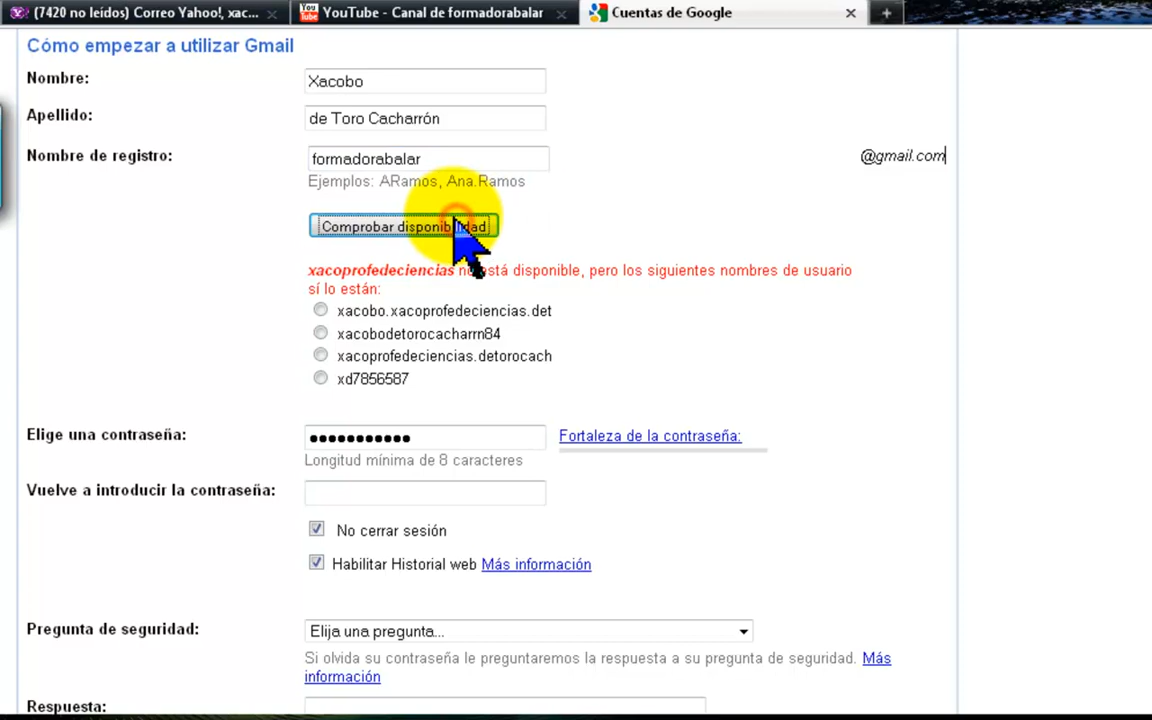 (7420 no leídos) Correo Yahoo!, xac...
YouTube - Canal de formadorabalar
Cuentas de Google
Cómo empezar a utilizar Gmail
Nombre:
Xacobo
Apellido:
de Toro Cacharrón
Nombre de registro:
formadorabalar
@gmail.com
Ejemplos: ARamos, Ana.Ramos
Comprobar disponibilidad
xacoprofedeciencias no está disponible, pero los siguientes nombres de usuario
sí lo están:
xacobo.xacoprofedeciencias.det
xacobodetorocacharrn84
xacoprofedeciencias.detorocach
xd7856587
Elige una contraseña:
Fortaleza de la contraseña:
Longitud mínima de 8 caracteres
Vuelve a introducir la contraseña:
No cerrar sesión
Habilitar Historial web Más información
Pregunta de seguridad:
Elija una pregunta...
Si olvida su contraseña le preguntaremos la respuesta a su pregunta de seguridad. Más
información
Respuesta: